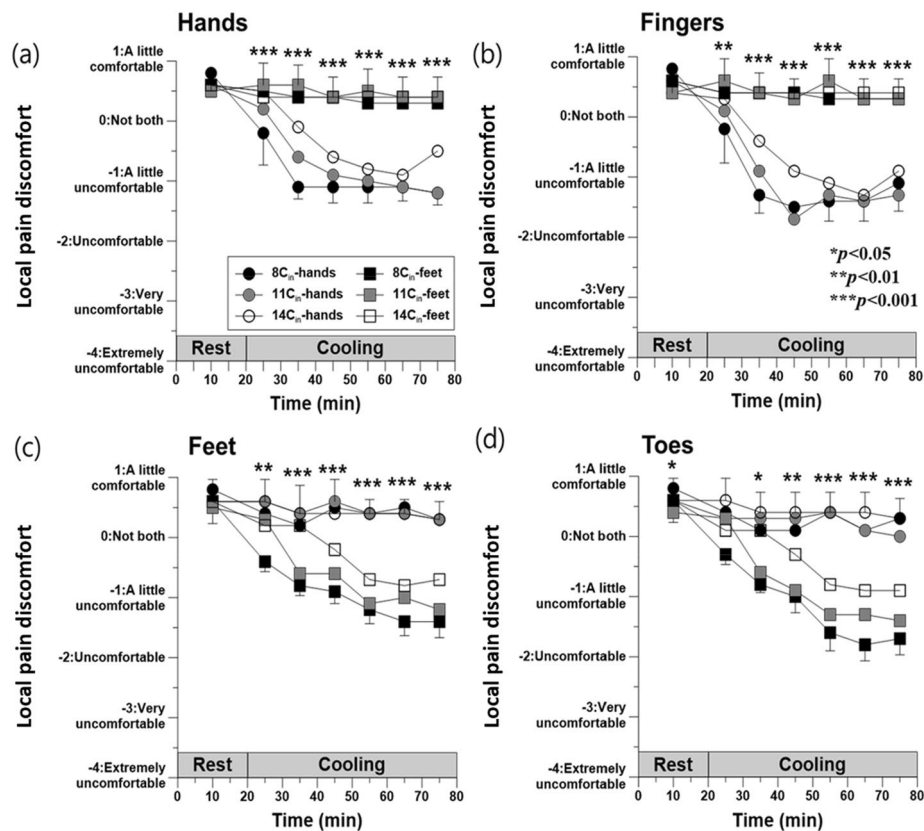 Hands
(a)
1:A little
comfortable
0:Not both
-1:A little
uncomfortable
-2:Uncomfortable
-3:Very
uncomfortable
-4:Extremely
uncomfortable
Local pain discomfort
*** *** *** *** *** ***
8Cin-hands 8Cin-feet
11Cin-hands 11Cin-feet
14Cin-hands 14Cin-feet
Rest Cooling
0 10 20 30 40 50 60 70 80
Time (min)
Fingers
(b)
1:A little
comfortable
0:Not both
-1:A little
uncomfortable
-2:Uncomfortable
-3:Very
uncomfortable
-4:Extremely
uncomfortable
Local pain discomfort
** *** *** *** *** ***
*p<0.05
**p<0.01
***p<0.001
Rest Cooling
0 10 20 30 40 50 60 70 80
Time (min)
Feet
(c)
1:A little
comfortable
0:Not both
-1:A little
uncomfortable
-2:Uncomfortable
-3:Very
uncomfortable
-4:Extremely
uncomfortable
Local pain discomfort
** *** *** *** *** ***
Rest Cooling
0 10 20 30 40 50 60 70 80
Time (min)
Toes
(d)
1:A little
comfortable
0:Not both
-1:A little
uncomfortable
-2:Uncomfortable
-3:Very
uncomfortable
-4:Extremely
uncomfortable
Local pain discomfort
* * ** *** *** ***
Rest Cooling
0 10 20 30 40 50 60 70 80
Time (min)